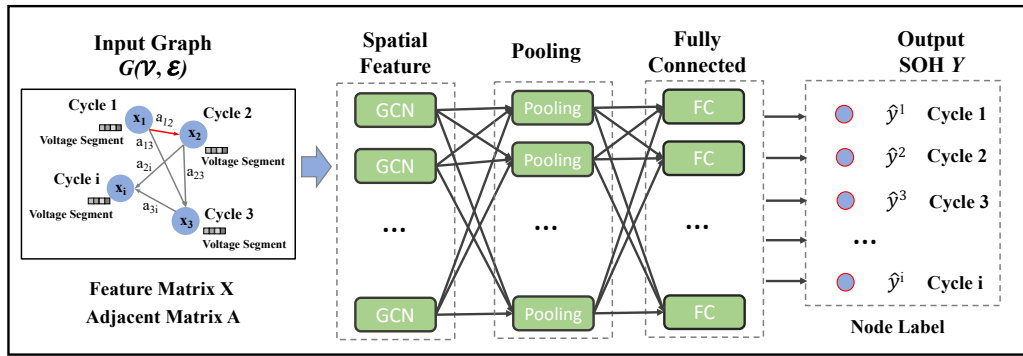 Input Graph
G(V, E)
Cycle 1
x₁
a₁₂
Cycle 2
Voltage Segment
a₁₃
x₂
Voltage Segment
a₂ᵢ
a₂₃
Cycle i
xᵢ
Voltage Segment
a₃ᵢ
Cycle 3
x₃
Voltage Segment
Feature Matrix X
Adjacent Matrix A
Spatial
Feature
GCN
GCN
...
GCN
Pooling
Pooling
Pooling
...
Pooling
Fully
Connected
FC
FC
...
FC
Output
SOH Y
ŷ¹ Cycle 1
ŷ² Cycle 2
ŷ³ Cycle 3
...
ŷⁱ Cycle i
Node Label